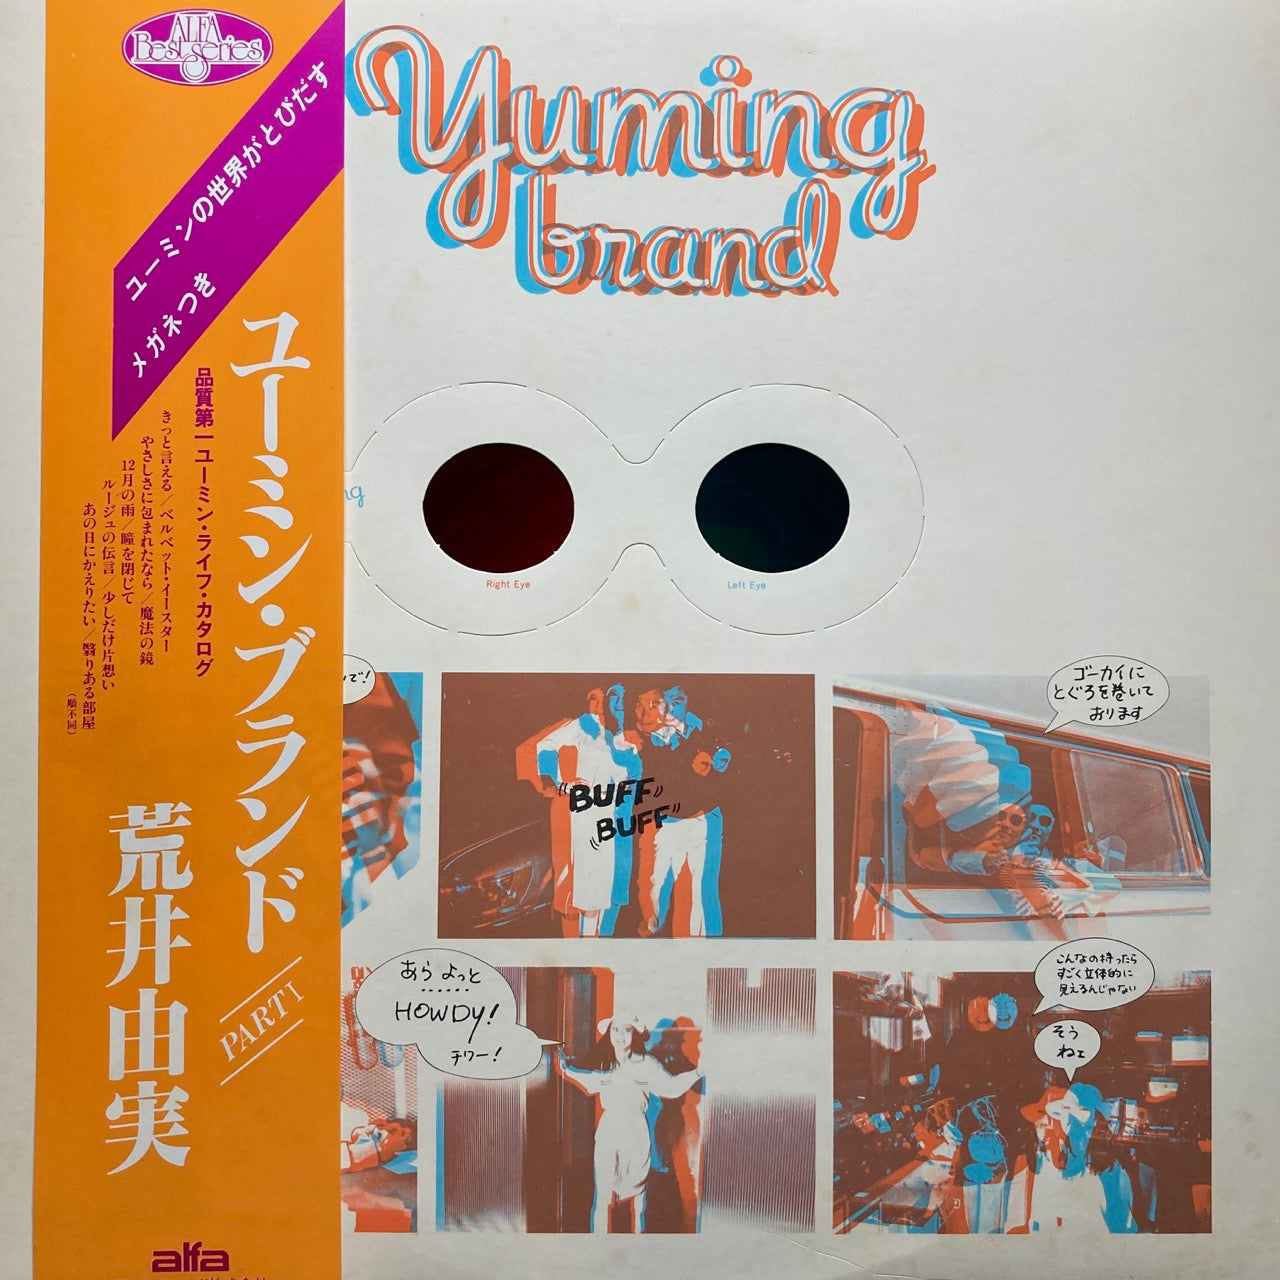 ALFA
Best series
ユーミンの世界がとびだす
メガネつき
ユーミン・ブランド
PART1
品質第一ユーミン・ライフ・カタログ
きっと言える/ベルベット・イースター
やさしさに包まれたなら/魔法の鏡
12月の雨/瞳を閉じて
ルージュの伝言/少しだけ片想い
あの日にかえりたい/翳りある部屋
(順不同)
荒井由実
alfa
Yuming
brand
ng
Right Eye
Left Eye
で!
"BUFF"
"BUFF"
ゴーカイに
とぐろを巻いて
おります
あら よっと
......
HOWDY!
チワー!
こんなの持ったら
すごく立体的に
見えるんじゃない
そう
ねェ